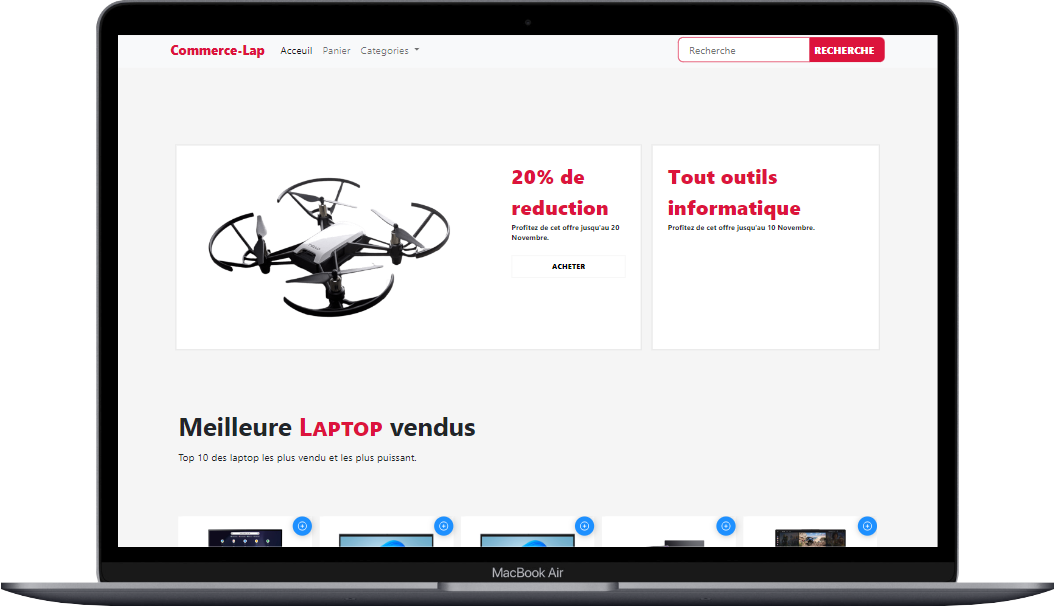 Commerce-Lap Acceuil Panier Categories Recherche RECHERCHE
20% de
reduction
Profitez de cet offre jusqu'au 20
Novembre.
ACHETER
Tout outils
informatique
Profitez de cet offre jusqu'au 10 Novembre.
Meilleure LAPTOP vendus
Top 10 des laptop les plus vendu et les plus puissant.
MacBook Air